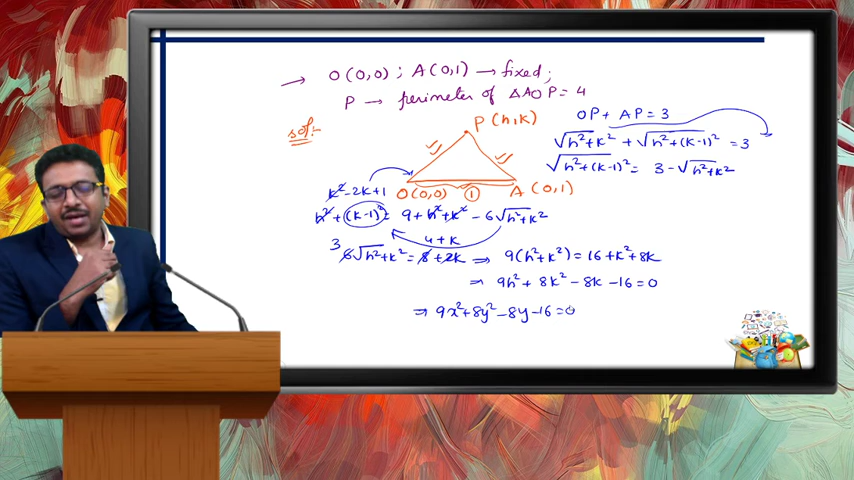 → O(0,0) ; A(0,1) → fixed;
P → perimeter of ΔAOP = 4
Sol:-
P(h,k)
O(0,0) ① A(0,1)
OP + AP = 3
√h²+k² + √h²+(k-1)² = 3
√h²+(k-1)² = 3 - √h²+k²
k² - 2k + 1
h² + (k-1)² = 9 + h² + k² - 6√h²+k²
4 + k
3
6√h²+k² = 8 + 2k ⇒ 9(h²+k²) = 16 + k² + 8k
⇒ 9h² + 8k² - 8k - 16 = 0
⇒ 9x² + 8y² - 8y - 16 = 0